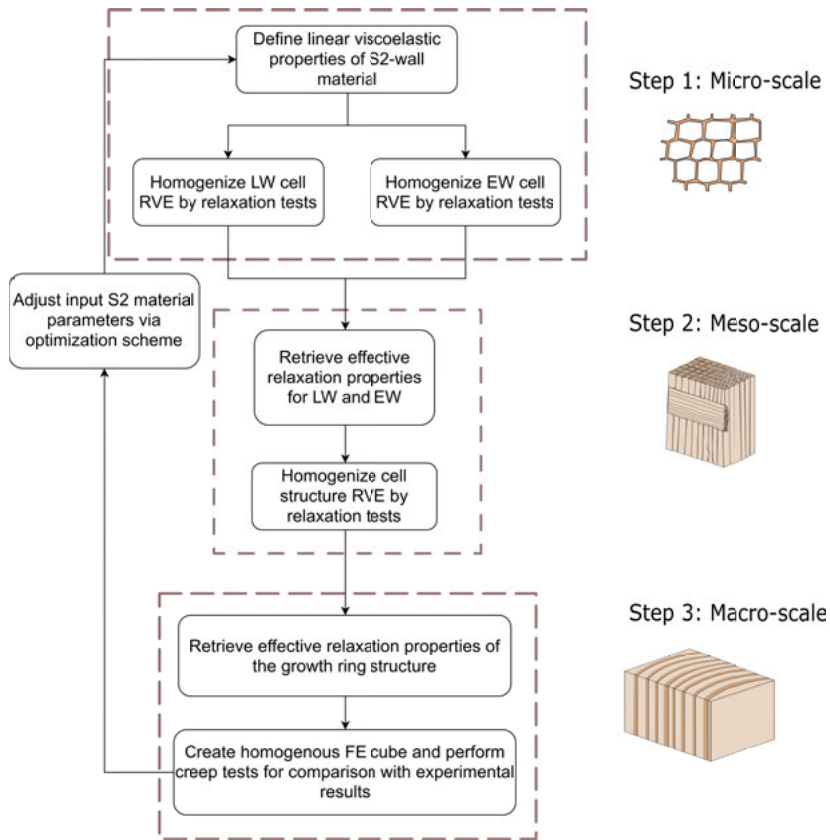 Define linear viscoelastic
properties of S2-wall
material
Step 1: Micro-scale
Homogenize LW cell
RVE by relaxation tests
Homogenize EW cell
RVE by relaxation tests
Adjust input S2 material
parameters via
optimization scheme
Step 2: Meso-scale
Retrieve effective
relaxation properties
for LW and EW
Homogenize cell
structure RVE by
relaxation tests
Step 3: Macro-scale
Retrieve effective relaxation properties of
the growth ring structure
Create homogenous FE cube and perform
creep tests for comparison with experimental
results